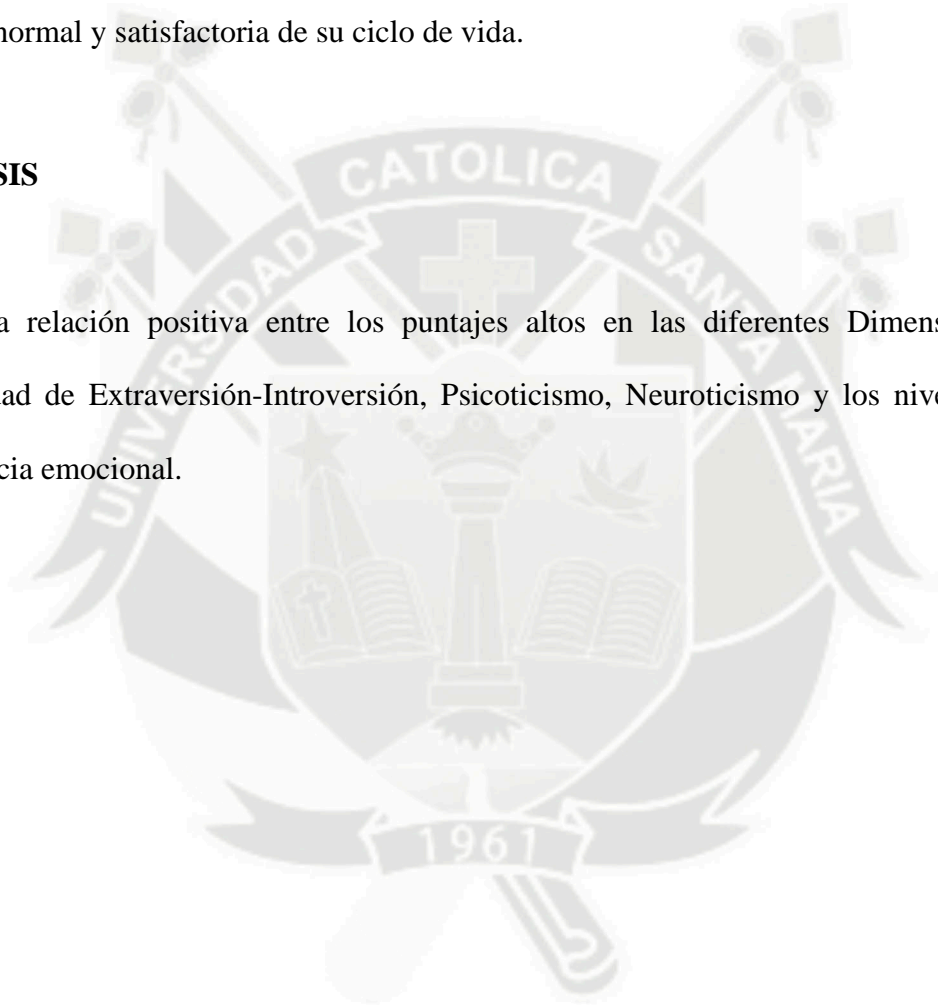 normal y satisfactoria de su ciclo de vida.
SIS
a relación positiva entre los puntajes altos en las diferentes Dimens
dad de Extraversión-Introversión, Psicoticismo, Neuroticismo y los nive
cia emocional.
UNIVERSIDAD CATOLICA SANTA MARIA
1961